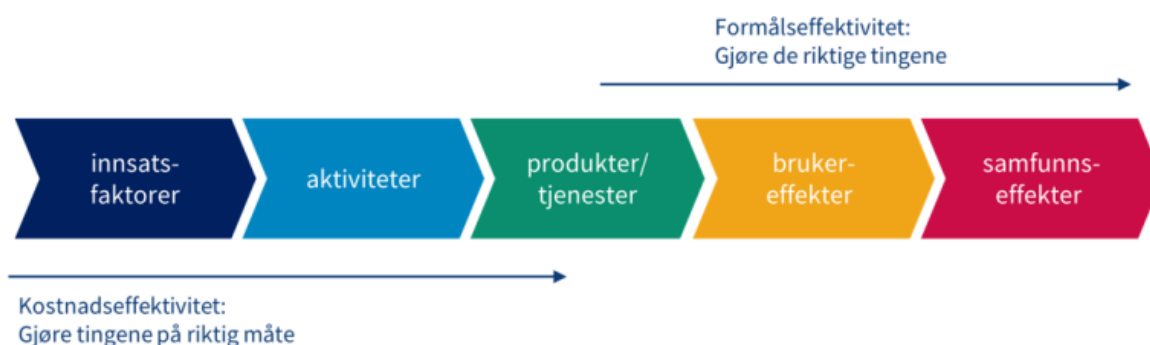 Formålseffektivitet:
Gjøre de riktige tingene
innsats-
faktorer
aktiviteter
produkter/
tjenester
bruker-
effekter
samfunns-
effekter
Kostnadseffektivitet:
Gjøre tingene på riktig måte